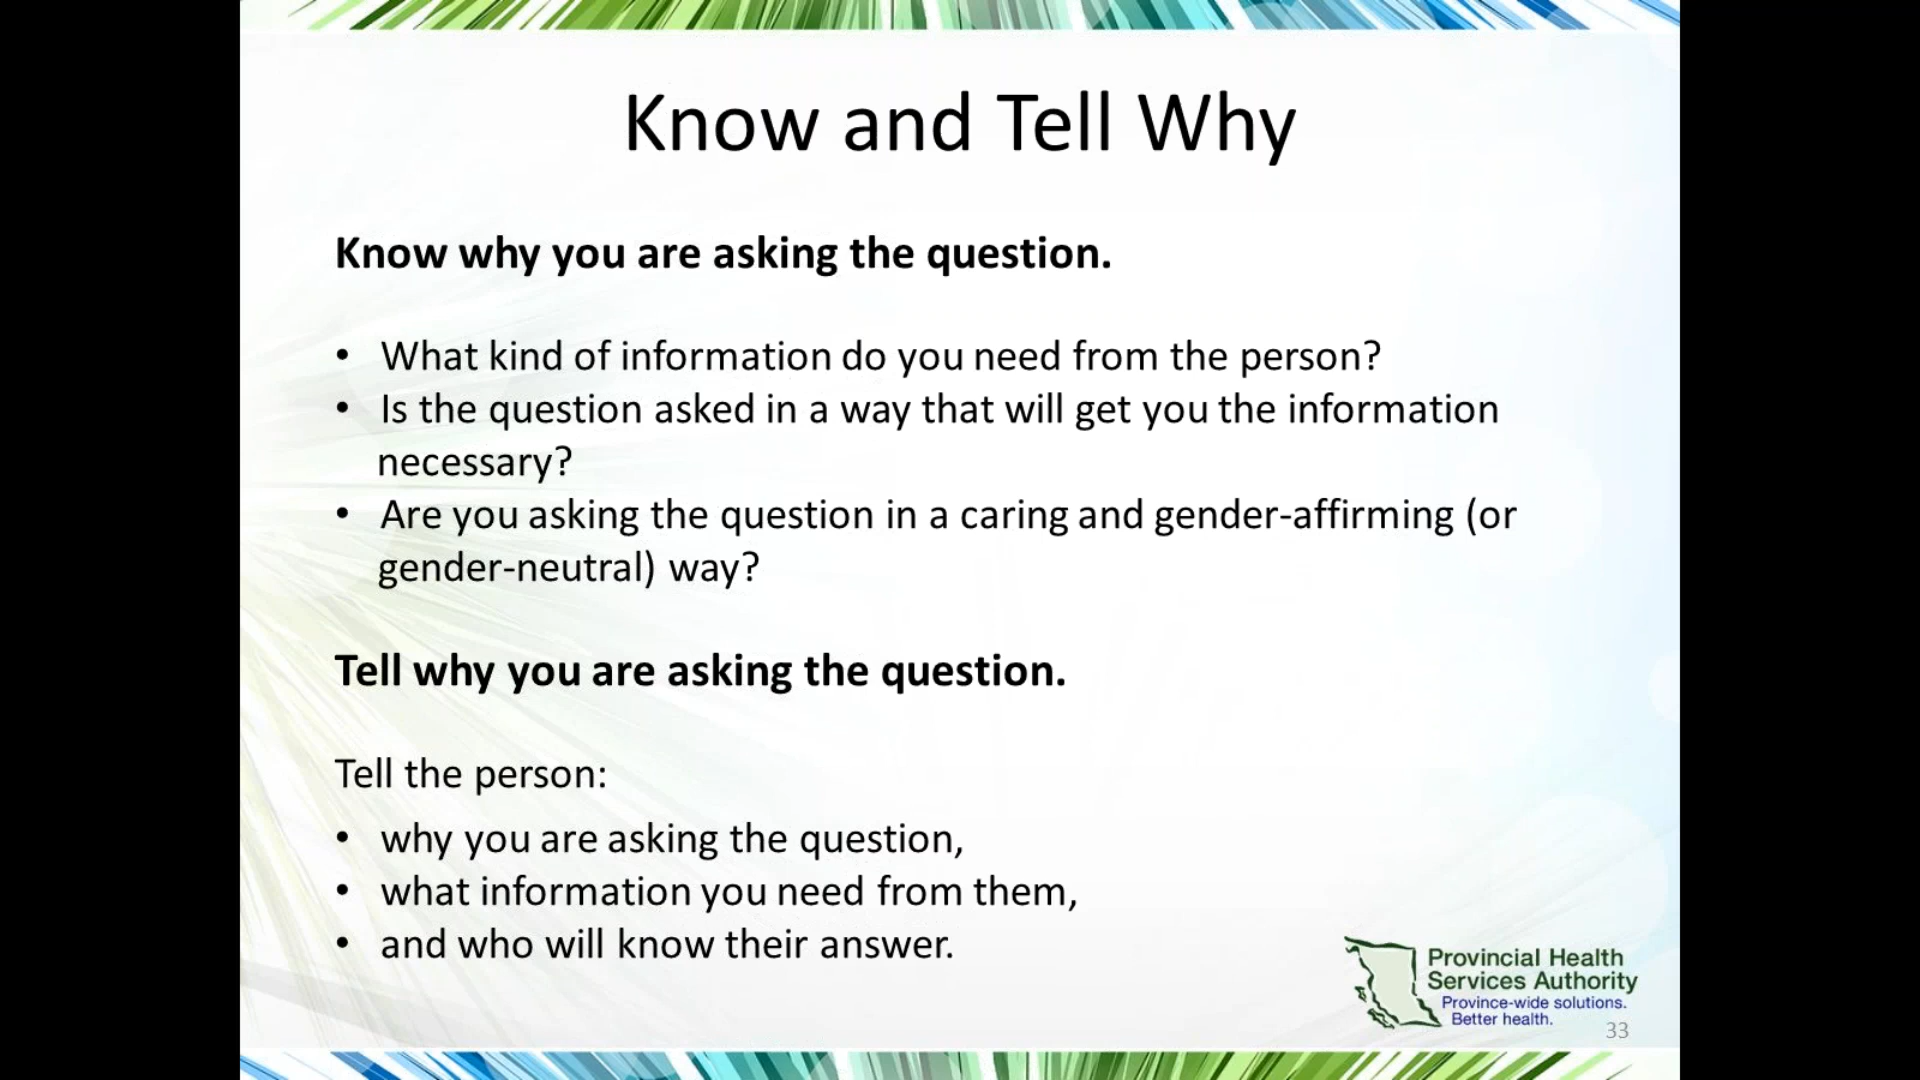 Know and Tell Why
Know why you are asking the question.
• What kind of information do you need from the person?
• Is the question asked in a way that will get you the information
necessary?
• Are you asking the question in a caring and gender-affirming (or
gender-neutral) way?
Tell why you are asking the question.
Tell the person:
• why you are asking the question,
• what information you need from them,
• and who will know their answer.
Provincial Health
Services Authority
Province-wide solutions.
Better health.
33